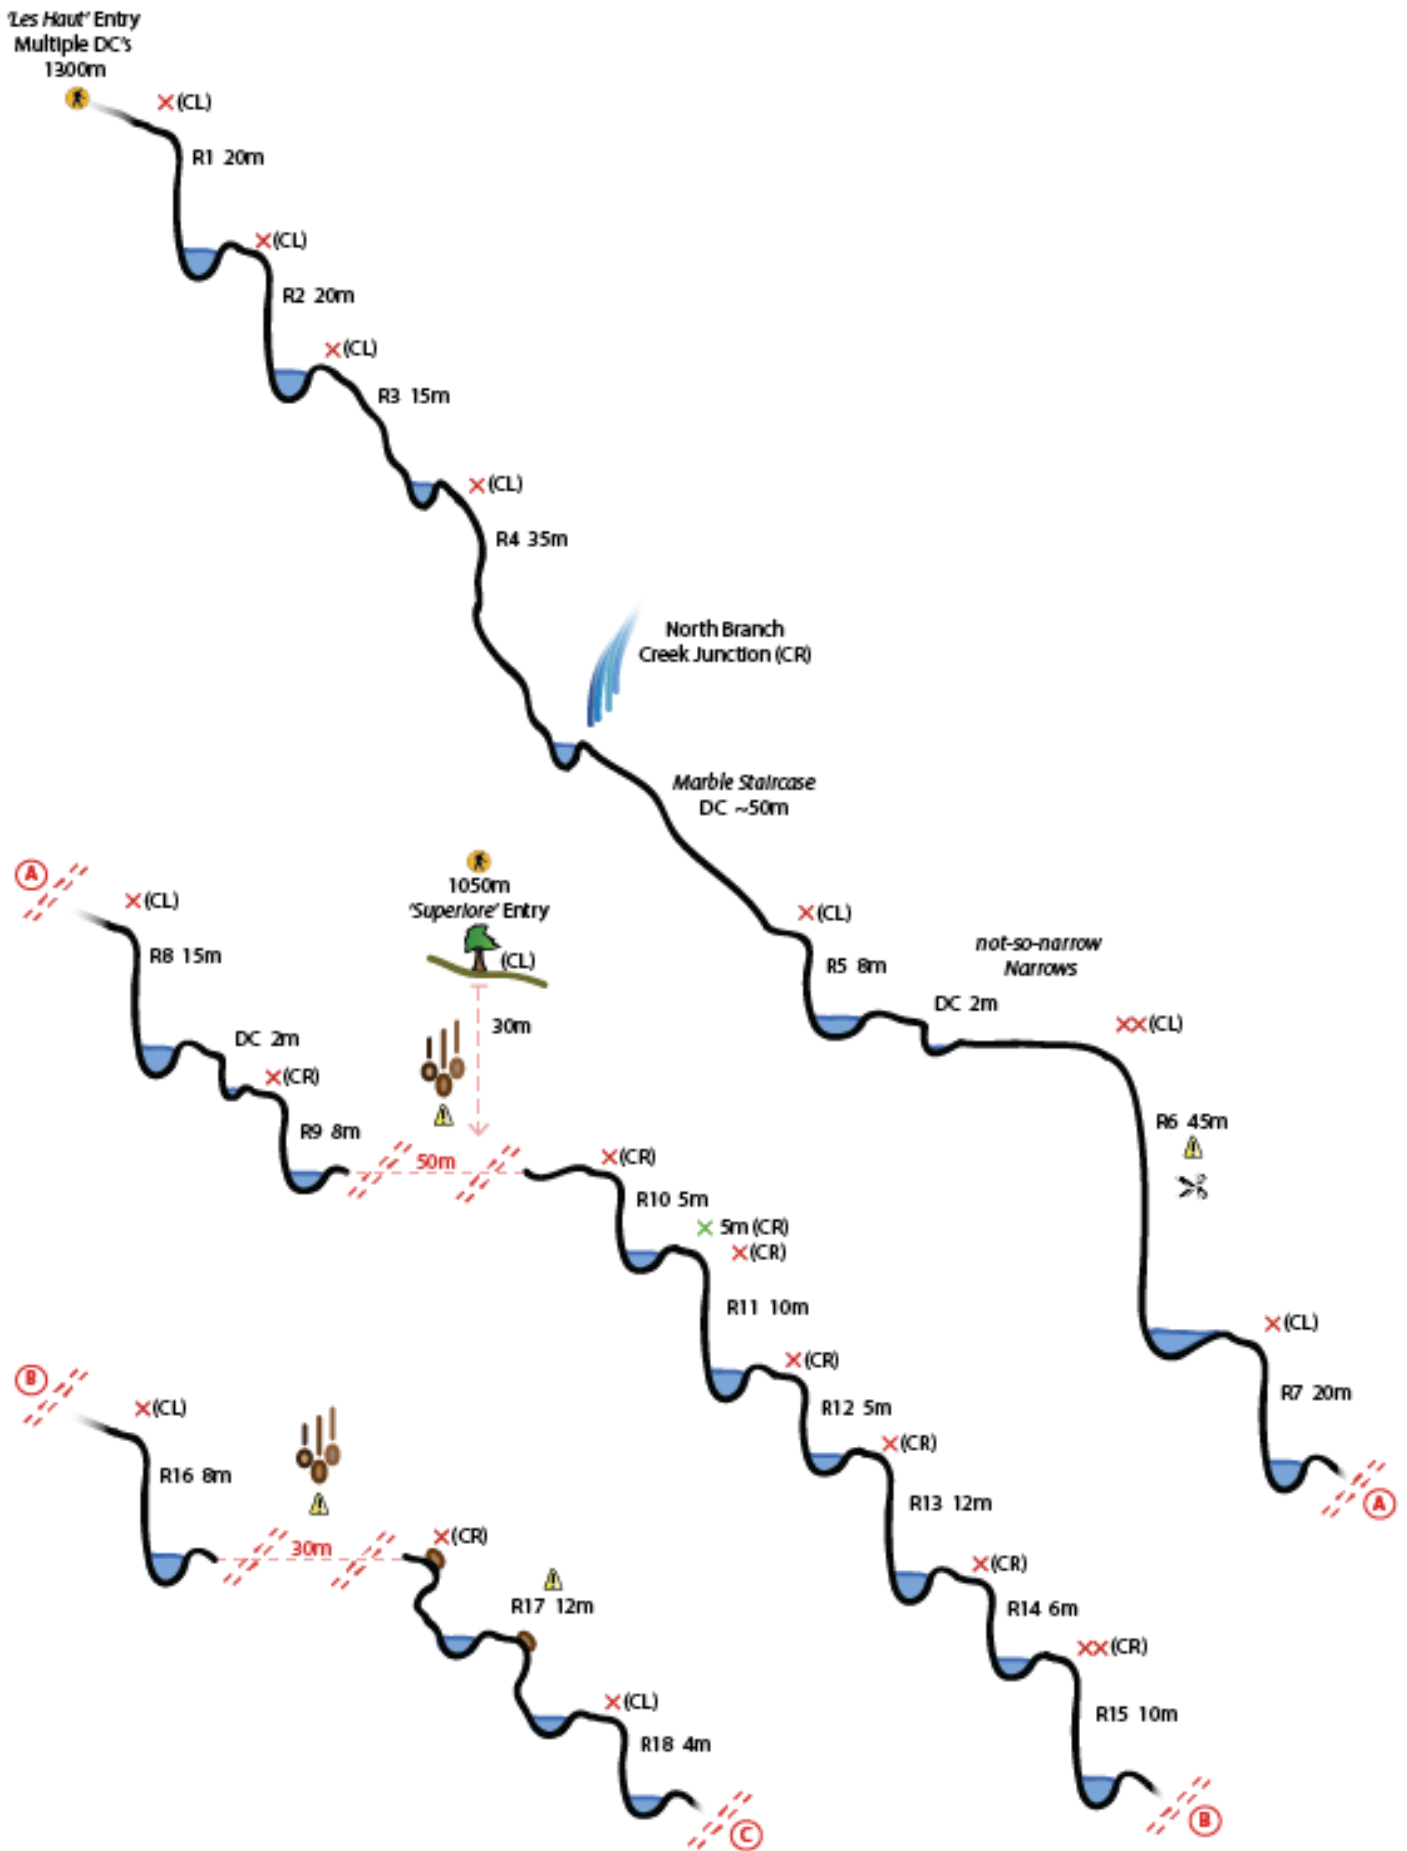 'Les Haut' Entry
Multiple DC's
1300m
(CL)
R1 20m
(CL)
R2 20m
(CL)
R3 15m
(CL)
R4 35m
North Branch
Creek Junction (CR)
Marble Staircase
DC ~50m
(CL)
R5 8m
not-so-narrow
Narrows
DC 2m
(CL)
R6 45m
(CL)
R7 20m
A
A
(CL)
R8 15m
DC 2m
(CR)
R9 8m
1050m
'Superiore' Entry
(CL)
30m
50m
(CR)
R10 5m
5m (CR)
(CR)
R11 10m
(CR)
R12 5m
(CR)
R13 12m
(CR)
R14 6m
(CR)
R15 10m
B
B
(CL)
R16 8m
30m
(CR)
R17 12m
(CL)
R18 4m
C